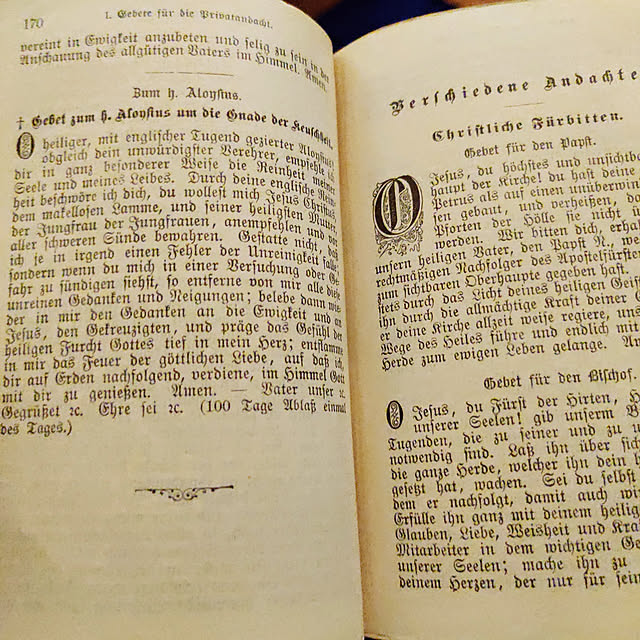 170
1. Gebete für die Privatandacht.
vereint in Ewigkeit anzubeten und selig zu sein in der
Anschauung des allgütigen Vaters im Himmel. Amen.
Zum h. Aloysius.
† Gebet zum h. Aloysius um die Gnade der Keuschheit.
O heiliger, mit englischer Tugend gezierter Aloysius,
obgleich dein unwürdigster Verehrer, empfehle ich
dir in ganz besonderer Weise die Reinheit meiner
Seele und meines Leibes. Durch deine englische Rein-
heit beschwöre ich dich, du wollest mich Jesus Christus,
dem makellosen Lamme, und seiner heiligsten Mutter,
der Jungfrau der Jungfrauen, anempfehlen und vor
aller schweren Sünde bewahren. Gestatte nicht, daß
ich je in irgend einen Fehler der Unreinigkeit falle;
sondern wenn du mich in einer Versuchung oder Ge-
fahr zu sündigen siehst, so entferne von mir alle diese
unreinen Gedanken und Neigungen; belebe dann wie-
der in mir den Gedanken an die Ewigkeit und an
Jesus, den Gekreuzigten, und präge das Gefühl der
heiligen Furcht Gottes tief in mein Herz; entflamme
in mir das Feuer der göttlichen Liebe, auf daß ich,
dir auf Erden nachfolgend, verdiene, im Himmel Gott
mit dir zu genießen. Amen. — Vater unser ꝛc.
Gegrüßet ꝛc. Ehre sei ꝛc. (100 Tage Ablaß einmal
des Tages.)
Verschiedene Andachte
Christliche Fürbitten.
Gebet für den Papst.
O Jesus, du höchstes und unsichtba
haupt der Kirche! du hast deine
Petrus als auf einen unüberwin
sen gebaut, und verheißen, da
Pforten der Hölle sie nicht
werden. Wir bitten dich, erha
unsern heiligen Vater, den Papst N., we
rechtmäßigen Nachfolger des Apostelfürsten
zum sichtbaren Oberhaupte gegeben hast.
stets durch das Licht deines heiligen Geis
ihn durch die allmächtige Kraft deiner
er deine Kirche allzeit weise regiere, uns
Wege des Heiles führe und endlich mit
Herde zum ewigen Leben gelange. Am
Gebet für den Bischof.
O Jesus, du Fürst der Hirten, H
unserer Seelen! gib unserm B
Tugenden, die zu seiner und zu u
notwendig sind. Laß ihn über sich
die ganze Herde, welcher ihn dein h
gesetzt hat, wachen. Sei du selbst
dem er nachfolgt, damit auch wi
Erfülle ihn ganz mit deinem heilig
Glauben, Liebe, Weisheit und Kra
Mitarbeiter in dem wichtigen Ge
unserer Seelen; mache ihn zu
deinem Herzen, der nur für sein